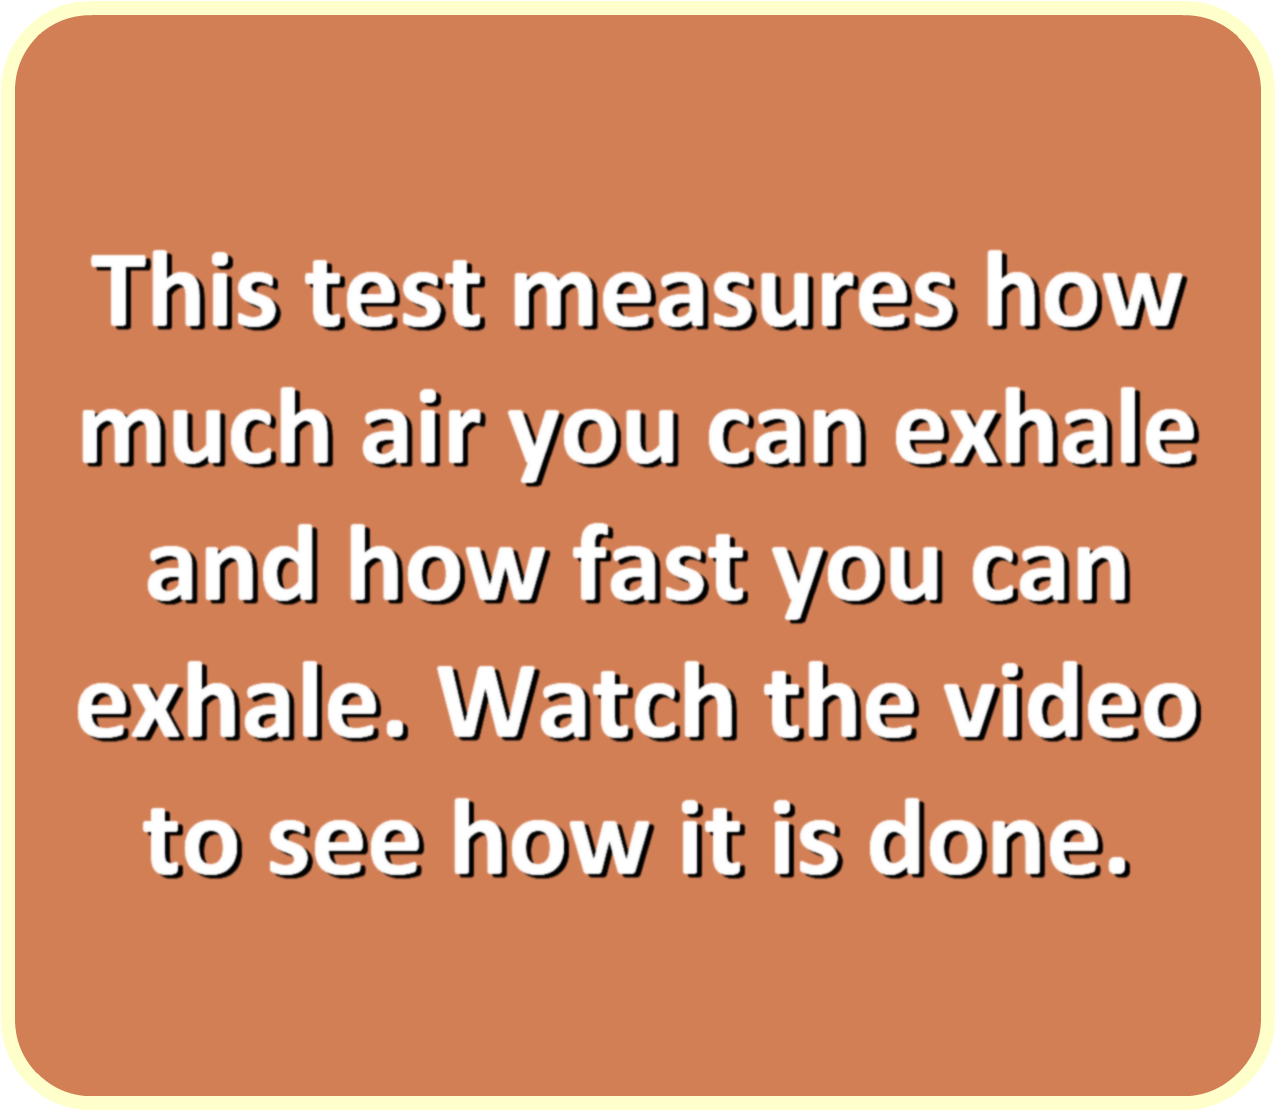 This test measures how
much air you can exhale
and how fast you can
exhale. Watch the video
to see how it is done.